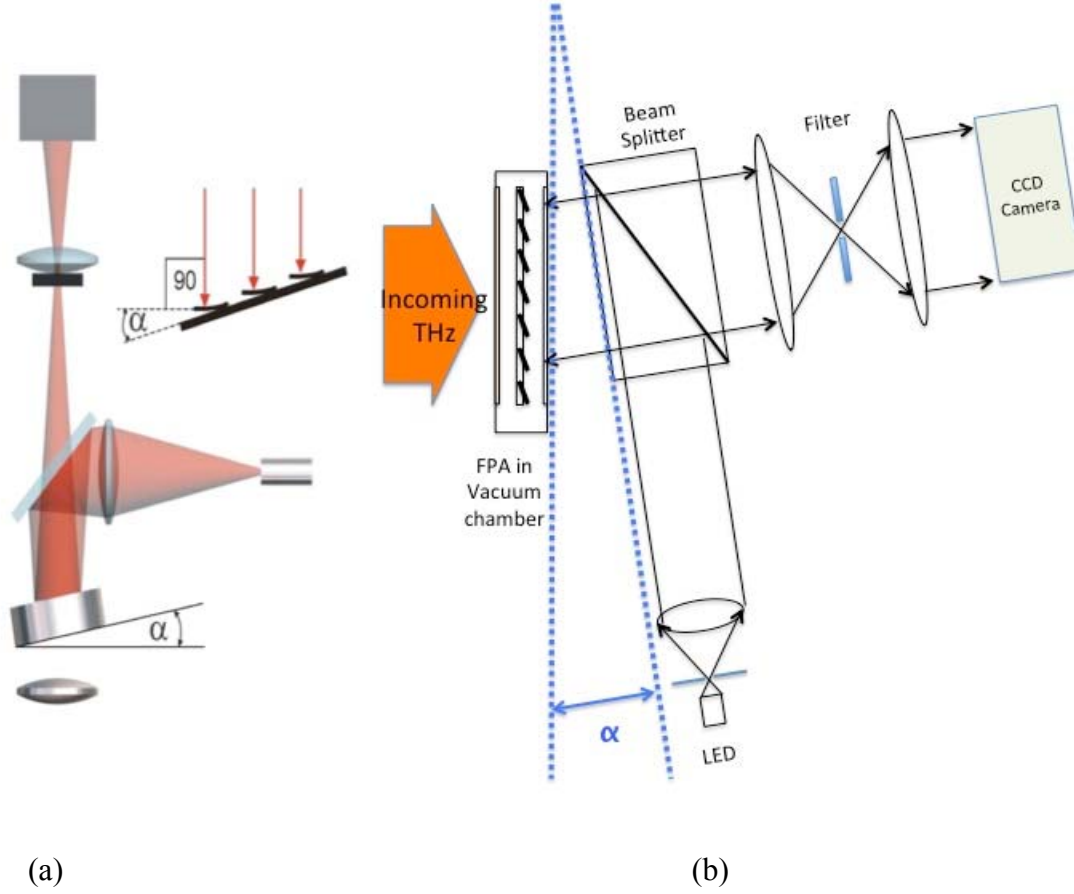 90
α
α
Incoming
THz
FPA in
Vacuum
chamber
Beam
Splitter
Filter
CCD
Camera
α
LED
(a)
(b)